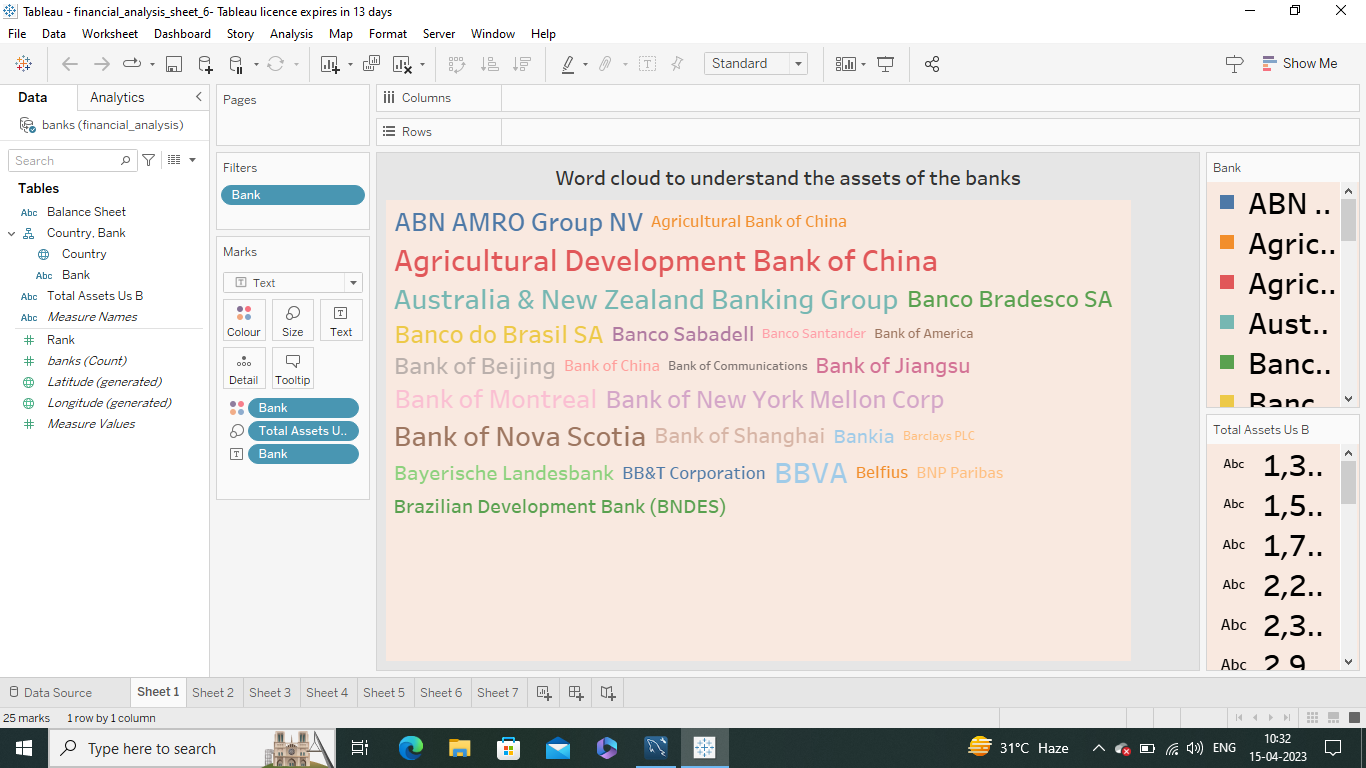 Tableau - financial_analysis_sheet_6- Tableau licence expires in 13 days
File Data Worksheet Dashboard Story Analysis Map Format Server Window Help
Standard
Show Me
Data Analytics
banks (financial_analysis)
Search
Tables
Abc Balance Sheet
Country, Bank
Country
Abc Bank
Abc Total Assets Us B
Abc Measure Names
Rank
banks (Count)
Latitude (generated)
Longitude (generated)
Measure Values
Pages
Filters
Bank
Marks
Text
Colour Size Text
Detail Tooltip
Bank
Total Assets U..
Bank
Columns
Rows
Word cloud to understand the assets of the banks
ABN AMRO Group NV Agricultural Bank of China
Agricultural Development Bank of China
Australia & New Zealand Banking Group Banco Bradesco SA
Banco do Brasil SA Banco Sabadell Banco Santander Bank of America
Bank of Beijing Bank of China Bank of Communications Bank of Jiangsu
Bank of Montreal Bank of New York Mellon Corp
Bank of Nova Scotia Bank of Shanghai Bankia Barclays PLC
Bayerische Landesbank BB&T Corporation BBVA Belfius BNP Paribas
Brazilian Development Bank (BNDES)
Bank
ABN ..
Agric..
Agric..
Aust..
Banc..
Banc..
Total Assets Us B
Abc 1,3..
Abc 1,5..
Abc 1,7..
Abc 2,2..
Abc 2,3..
Abc 2,9..
Data Source Sheet 1 Sheet 2 Sheet 3 Sheet 4 Sheet 5 Sheet 6 Sheet 7
25 marks 1 row by 1 column
Type here to search
31°C Haze
ENG
10:32
15-04-2023